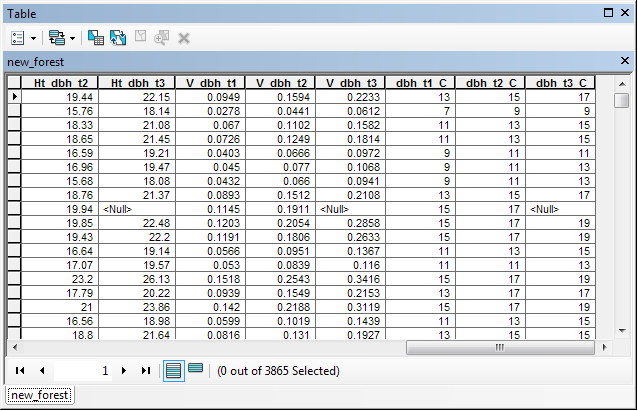 Table
new_forest
Ht_dbh_t2 Ht_dbh_t3 V_dbh_t1 V_dbh_t2 V_dbh_t3 dbh_t1_C dbh_t2_C dbh_t3_C
19.44 22.15 0.0949 0.1594 0.2233 13 15 17
15.76 18.14 0.0278 0.0441 0.0612 7 9 9
18.33 21.08 0.067 0.1102 0.1582 11 13 15
18.65 21.45 0.0726 0.1249 0.1814 11 13 15
16.59 19.21 0.0403 0.0666 0.0972 9 11 11
16.96 19.47 0.045 0.077 0.1068 9 11 13
15.68 18.08 0.0432 0.066 0.0941 9 11 13
18.76 21.37 0.0893 0.1512 0.2108 13 15 17
19.94 <Null> 0.1145 0.1911 <Null> 15 17 <Null>
19.85 22.48 0.1203 0.2054 0.2858 15 17 19
19.43 22.2 0.1191 0.1806 0.2633 15 17 19
16.64 19.14 0.0566 0.0951 0.1367 11 13 15
17.07 19.57 0.053 0.0839 0.116 11 11 13
23.2 26.13 0.1518 0.2543 0.3416 15 17 19
17.79 20.22 0.0939 0.1549 0.2153 13 17 17
21 23.86 0.142 0.2188 0.3119 15 17 19
16.56 18.98 0.0599 0.1019 0.1439 11 13 15
18.8 21.64 0.0816 0.131 0.1927 13 15 15
1 (0 out of 3865 Selected)
new_forest